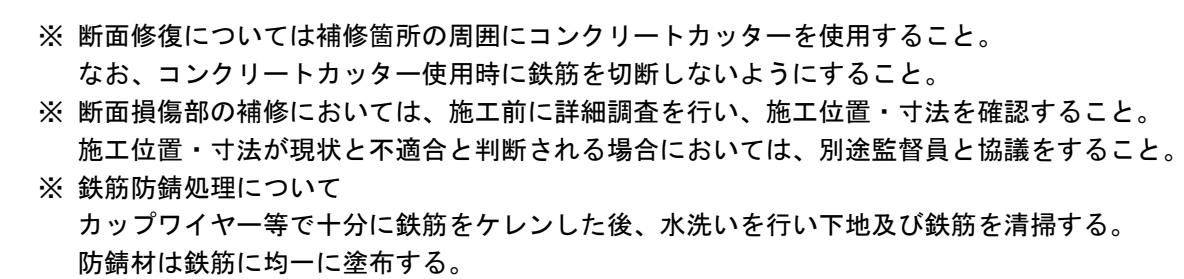 ※ 断面修復については補修箇所の周囲にコンクリートカッターを使用すること。
なお、コンクリートカッター使用時に鉄筋を切断しないようにすること。
※ 断面損傷部の補修においては、施工前に詳細調査を行い、施工位置・寸法を確認すること。
施工位置・寸法が現状と不適合と判断される場合においては、別途監督員と協議をすること。
※ 鉄筋防錆処理について
カップワイヤー等で十分に鉄筋をケレンした後、水洗いを行い下地及び鉄筋を清掃する。
防錆材は鉄筋に均一に塗布する。